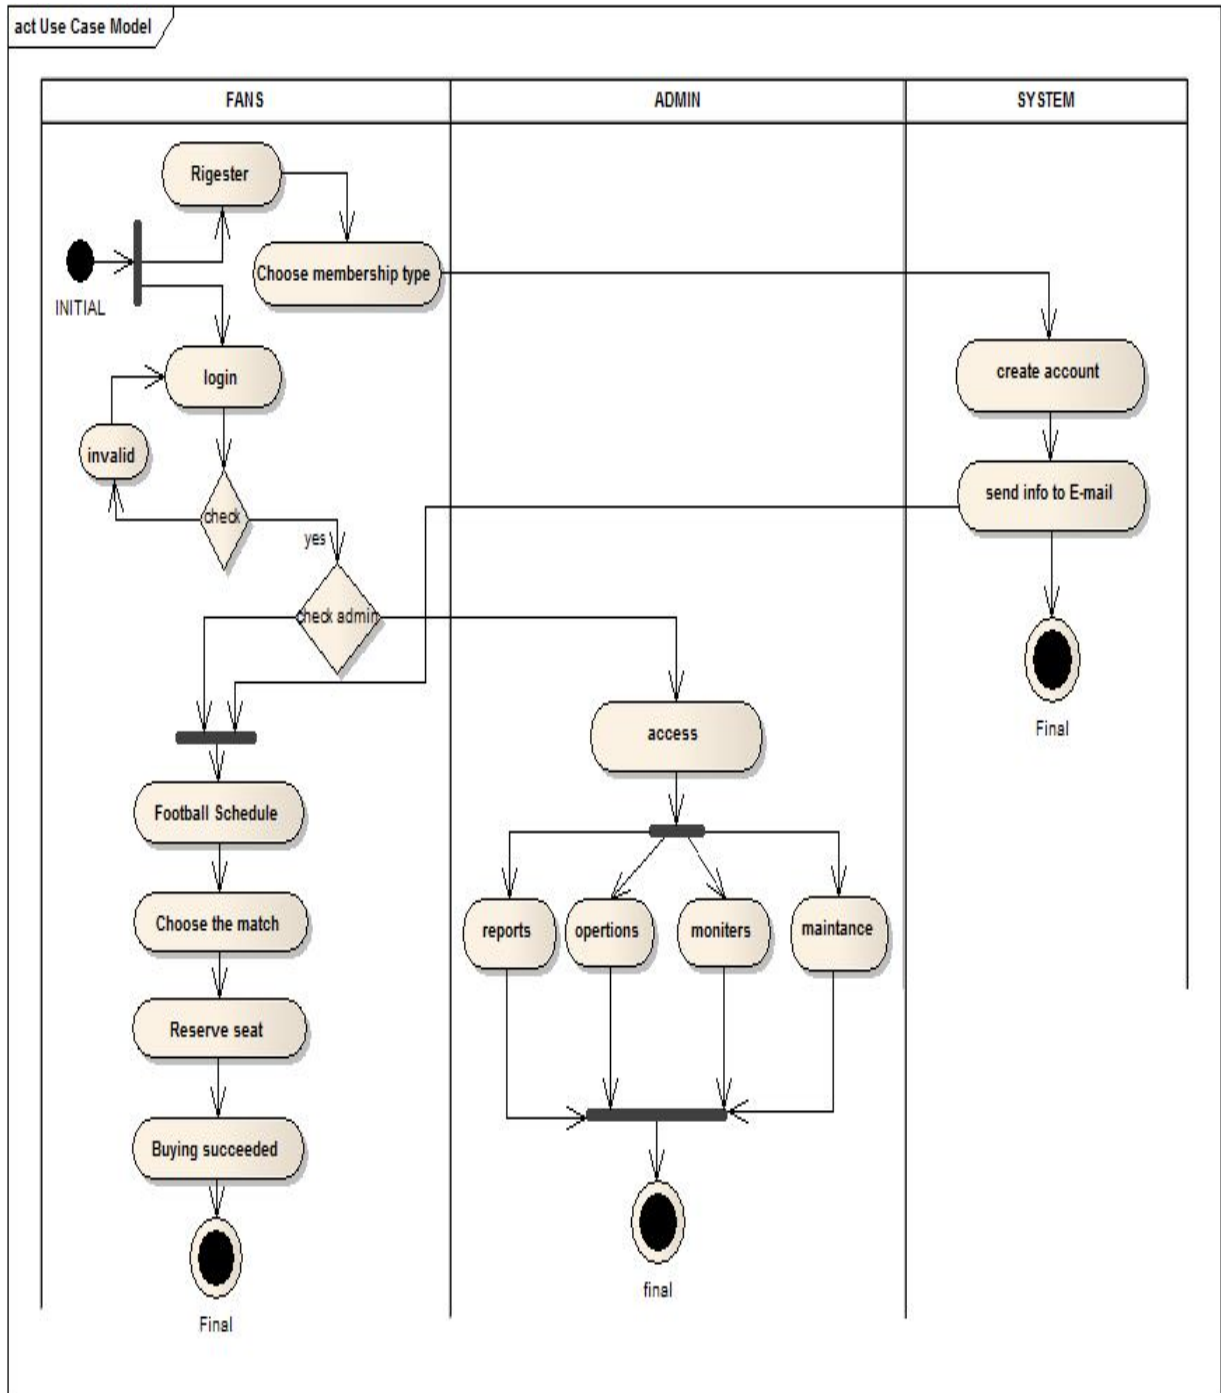 act Use Case Model
FANS
ADMIN
SYSTEM
Rigester
Choose membership type
INITIAL
login
create account
invalid
check
send info to E-mail
yes
check admin
access
Final
Football Schedule
Choose the match
reports
opertions
moniters
maintance
Reserve seat
Buying succeeded
final
Final